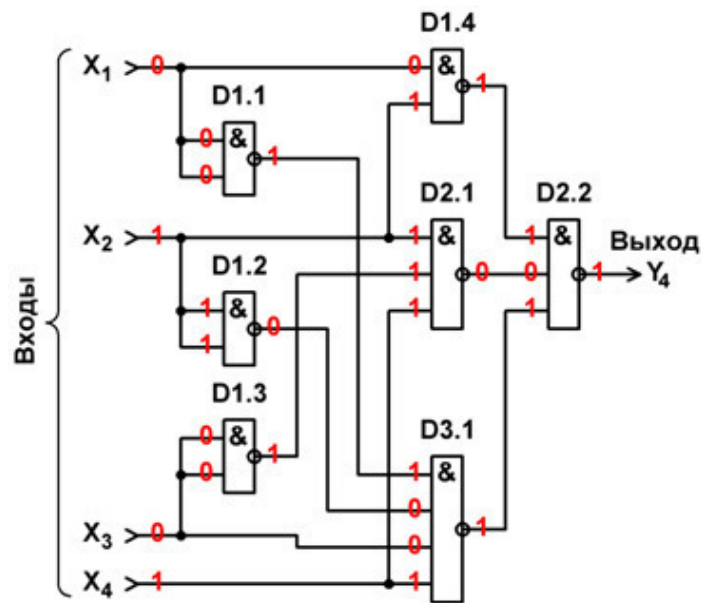 D1.4
X1 0 0 & 1
D1.1
0 & 1
0
1
D2.1 D2.2
X2 1 1 & 1 & Выход
D1.2
1 0 0 1 Y4
1 & 0
1
1 1
D1.3
0 & 1
0
D3.1
1 &
0
1
X3 0 0
X4 1 1
Входы